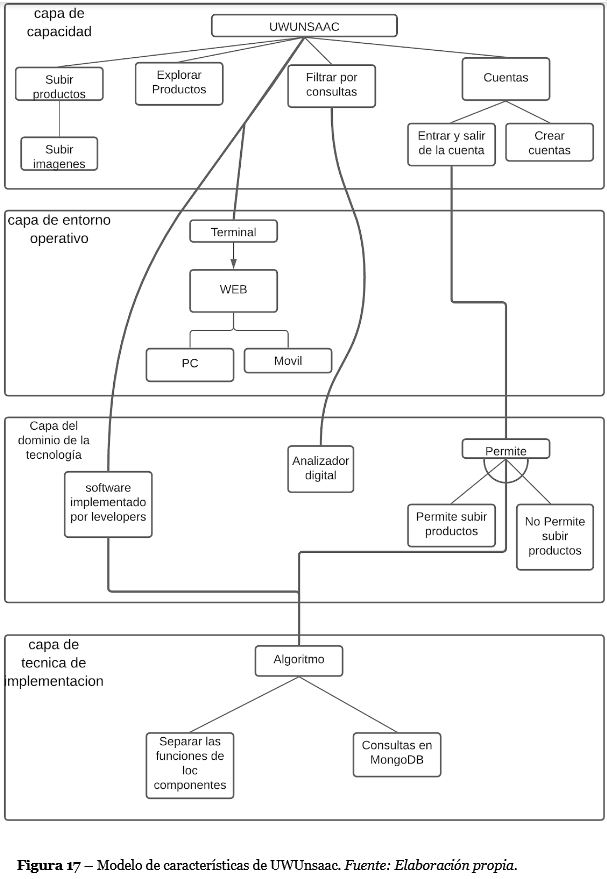 capa de
capacidad
UWUNSAAC
Subir
productos
Explorar
Productos
Filtrar por
consultas
Cuentas
Subir
imagenes
Entrar y salir
de la cuenta
Crear
cuentas
capa de entorno
operativo
Terminal
WEB
PC
Movil
Capa del
dominio de la
tecnología
software
implementado
por levelopers
Analizador
digital
Permite
Permite subir
productos
No Permite
subir
productos
capa de
tecnica de
implementacion
Algoritmo
Separar las
funciones de
loc
componentes
Consultas en
MongoDB
Figura 17 – Modelo de características de UWUnsaac. Fuente: Elaboración propia.